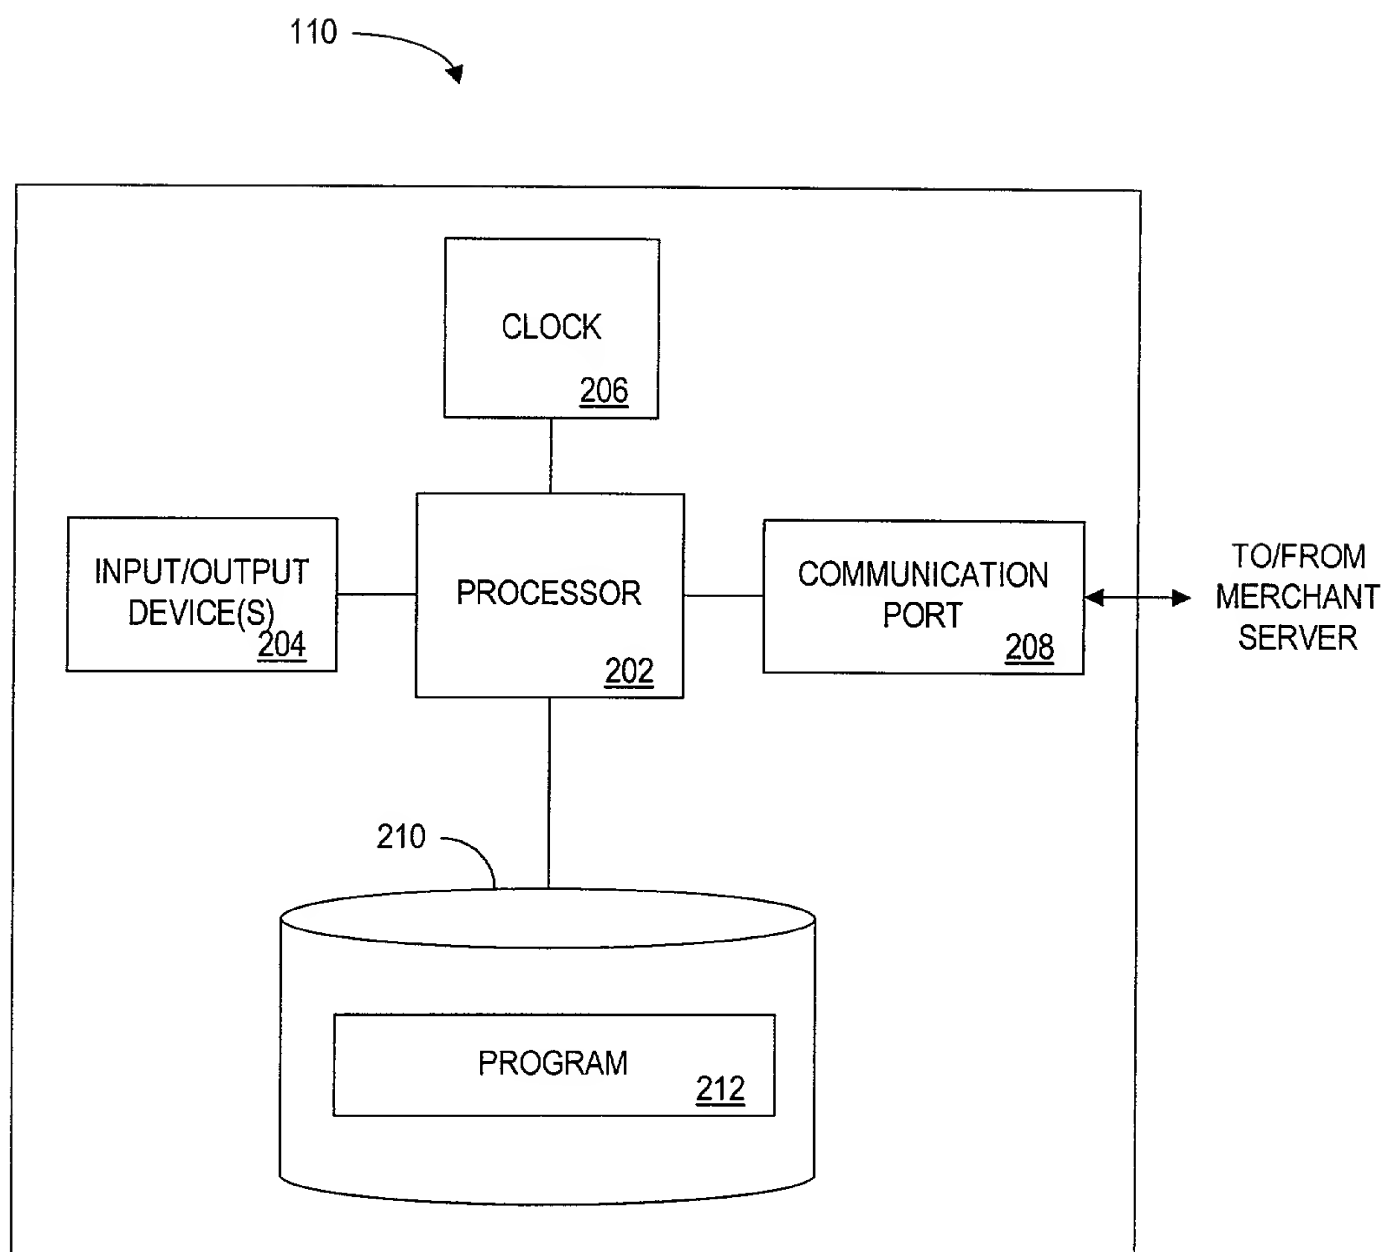 110
CLOCK
206
INPUT/OUTPUT
DEVICE(S)
204
PROCESSOR
202
COMMUNICATION
PORT
208
TO/FROM
MERCHANT
SERVER
210
PROGRAM
212